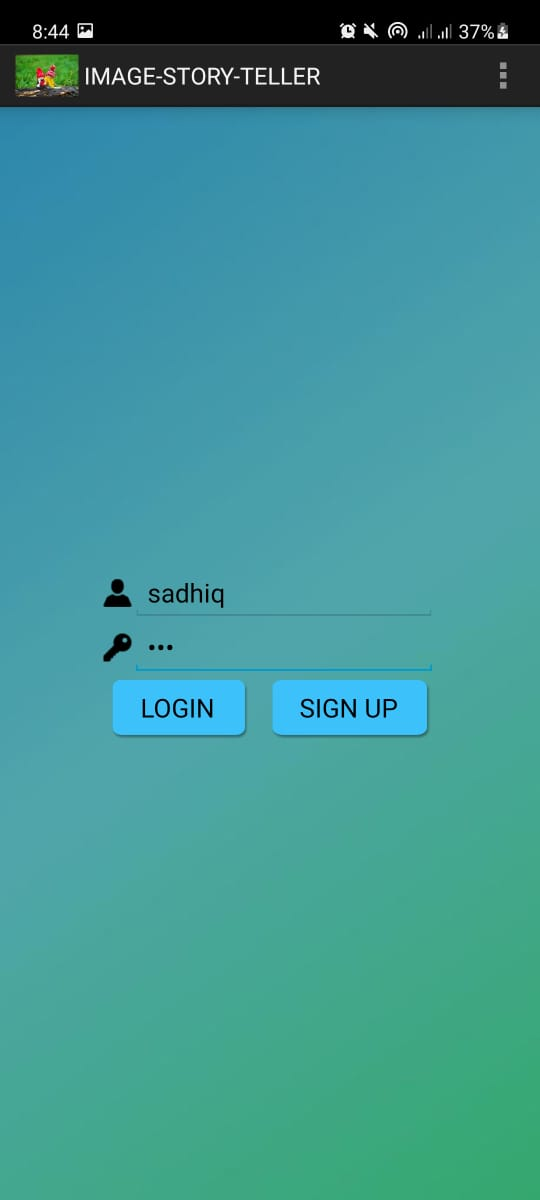 8:44 37%
IMAGE-STORY-TELLER
sadhiq
•••
LOGIN SIGN UP